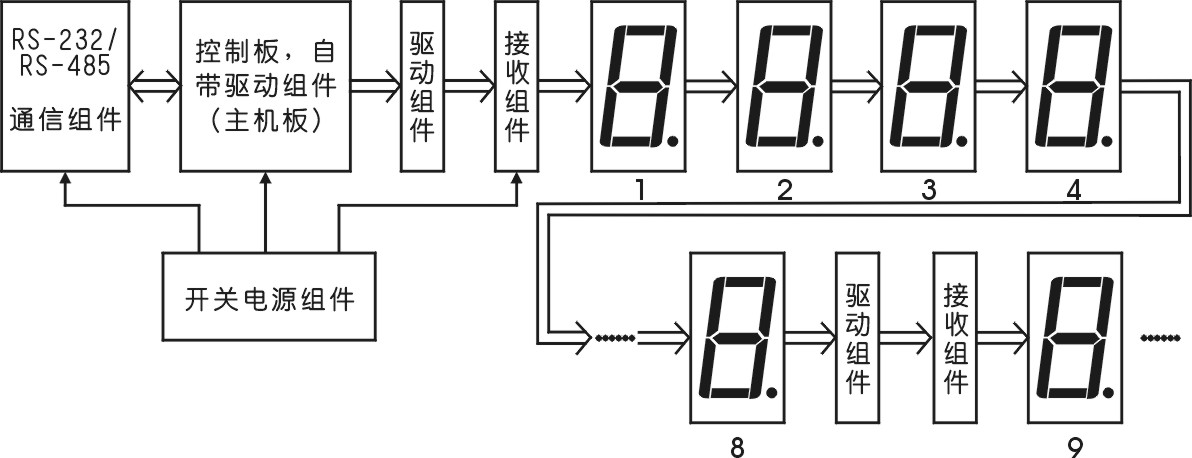 RS-232/
RS-485
通信组件
控制板，自
带驱动组件
（主机板）
驱动组件
接收组件
1
2
3
4
开关电源组件
……
8
驱动组件
接收组件
9
……